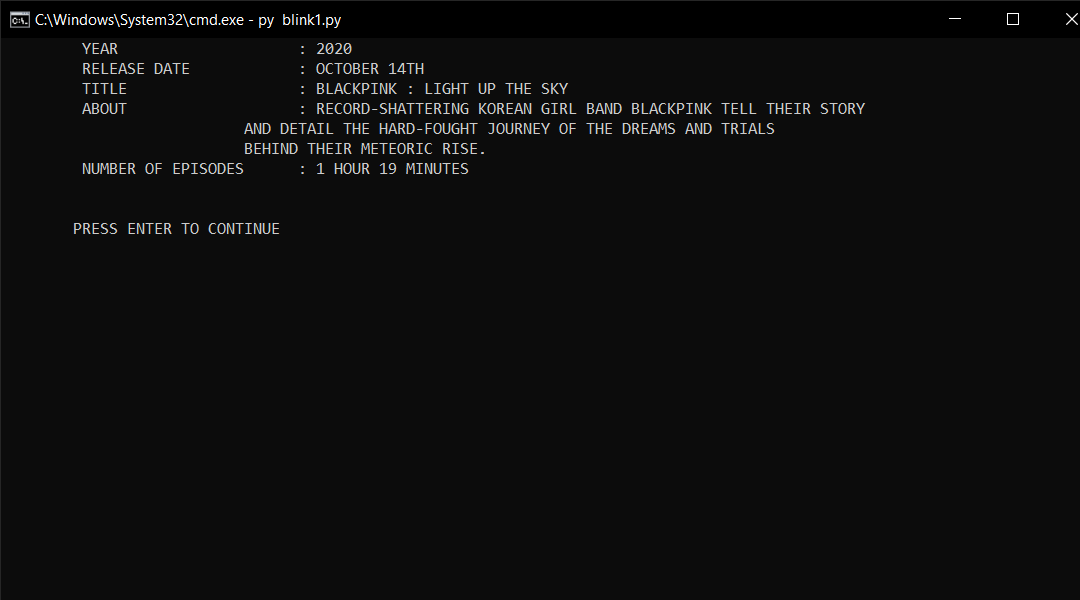 C:\Windows\System32\cmd.exe - py  blink1.py
YEAR : 2020
RELEASE DATE : OCTOBER 14TH
TITLE : BLACKPINK : LIGHT UP THE SKY
ABOUT : RECORD-SHATTERING KOREAN GIRL BAND BLACKPINK TELL THEIR STORY
AND DETAIL THE HARD-FOUGHT JOURNEY OF THE DREAMS AND TRIALS
BEHIND THEIR METEORIC RISE.
NUMBER OF EPISODES : 1 HOUR 19 MINUTES
PRESS ENTER TO CONTINUE